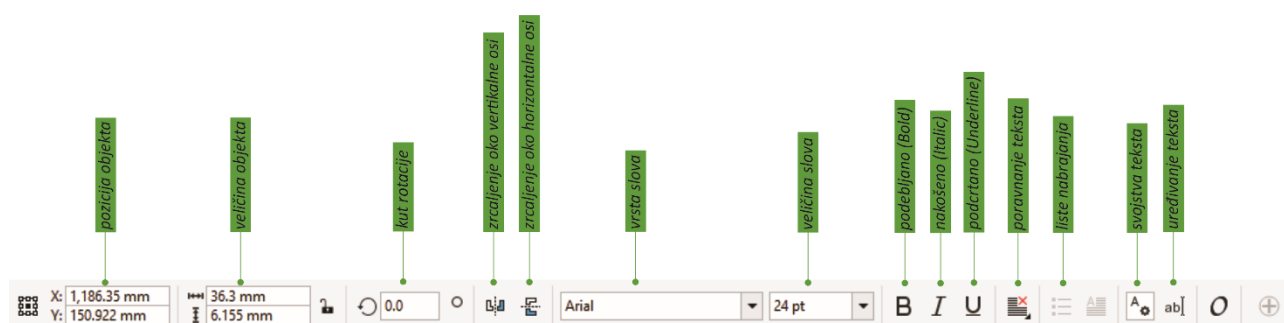 pozicija objekta
veličina objekta
kut rotacije
zrcaljenje oko vertikalne osi
zrcaljenje oko horizontalne osi
vrsta slova
veličina slova
podebljano (Bold)
nakošeno (Italic)
podcrtano (Underline)
poravnanje teksta
liste nabrajanja
svojstva teksta
uređivanje teksta
X: 1,186.35 mm
Y: 150.922 mm
36.3 mm
6.155 mm
0.0
Arial
24 pt
B
I
U
A
A
ab
O